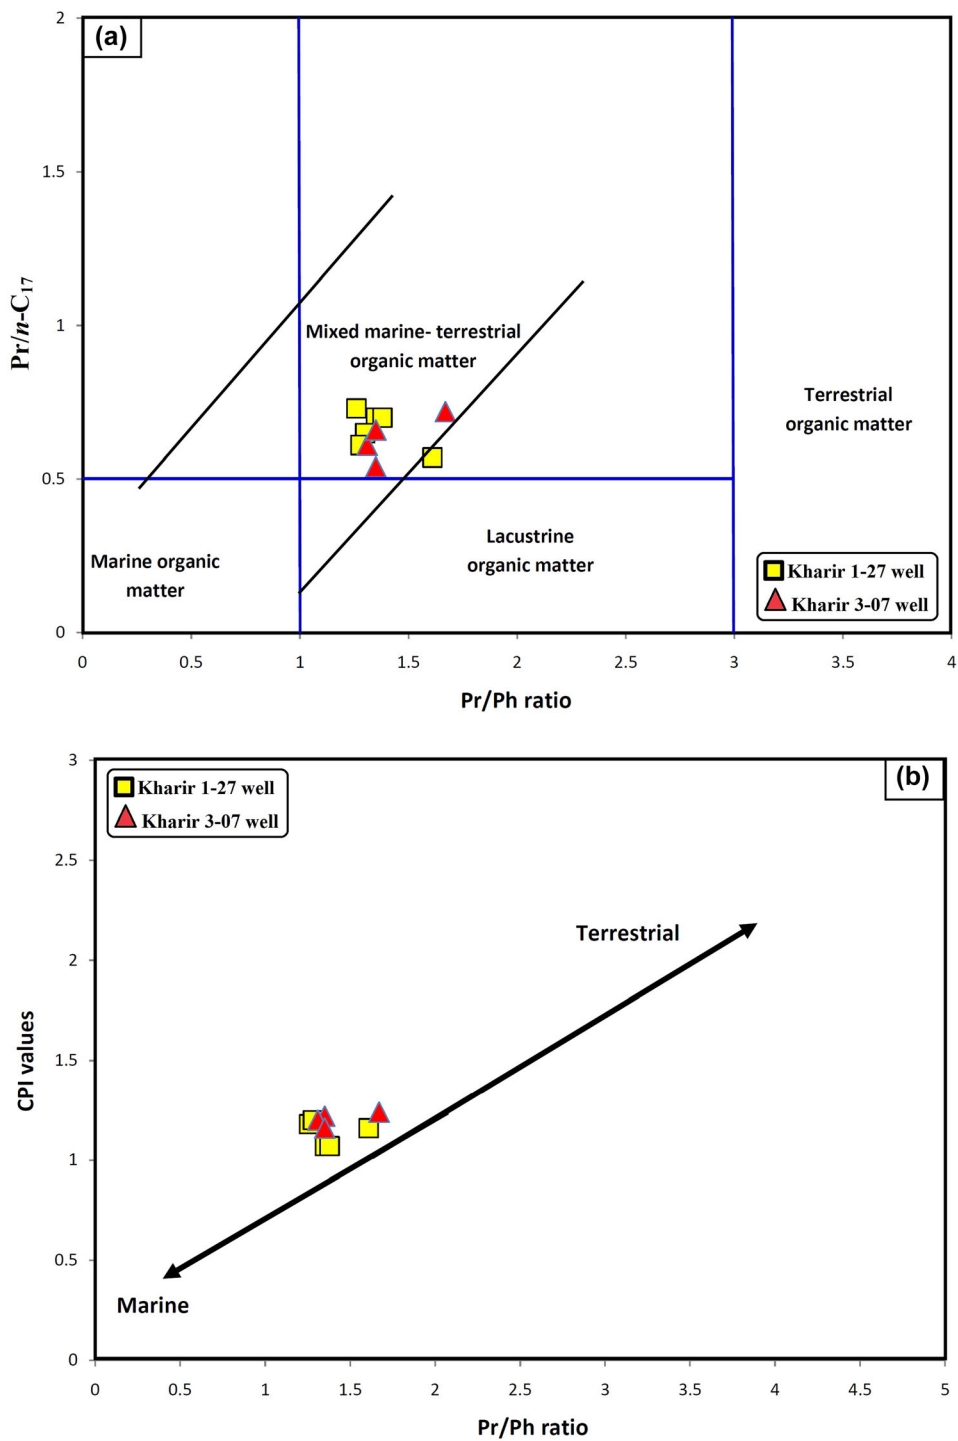 (a)
2
1.5
1
0.5
0
Pr/n-C17
Mixed marine- terrestrial
organic matter
Terrestrial
organic matter
Lacustrine
organic matter
Marine organic
matter
Kharir 1-27 well
Kharir 3-07 well
0 0.5 1 1.5 2 2.5 3 3.5 4
Pr/Ph ratio
(b)
Kharir 1-27 well
Kharir 3-07 well
3
2.5
2
1.5
1
0.5
0
CPI values
Terrestrial
Marine
0 0.5 1 1.5 2 2.5 3 3.5 4 4.5 5
Pr/Ph ratio